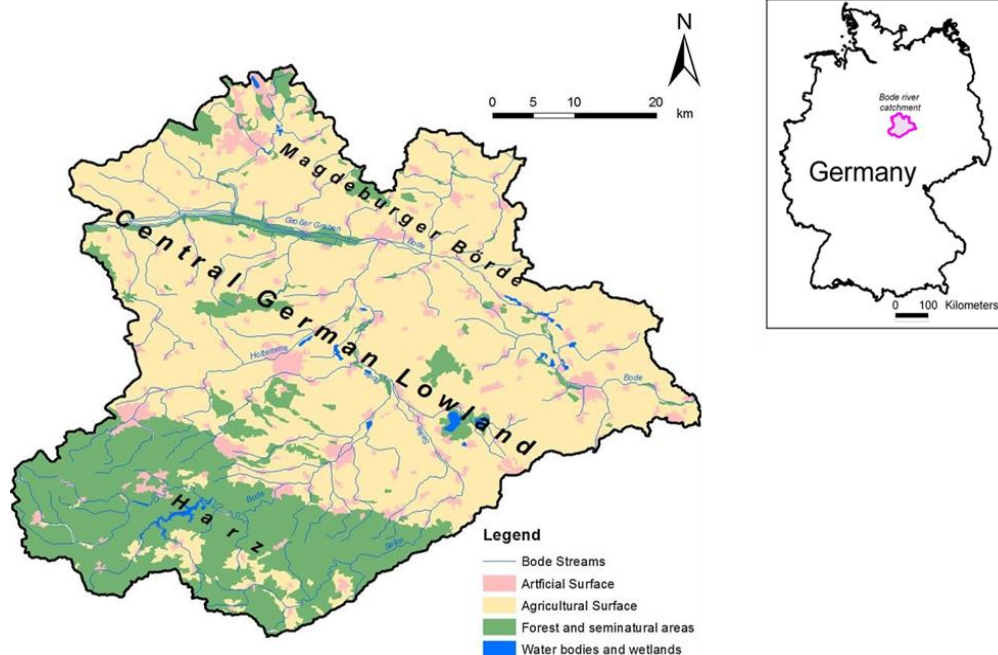 N
0 5 10 20
km
Magdeburger Börde
Central German Lowland
Großer Graben
Bode
Holtemme
Bode
Harz
Bode
Selke
Legend
Bode Streams
Artficial Surface
Agricultural Surface
Forest and seminatural areas
Water bodies and wetlands
Bode river
catchment
Germany
0 100 Kilometers